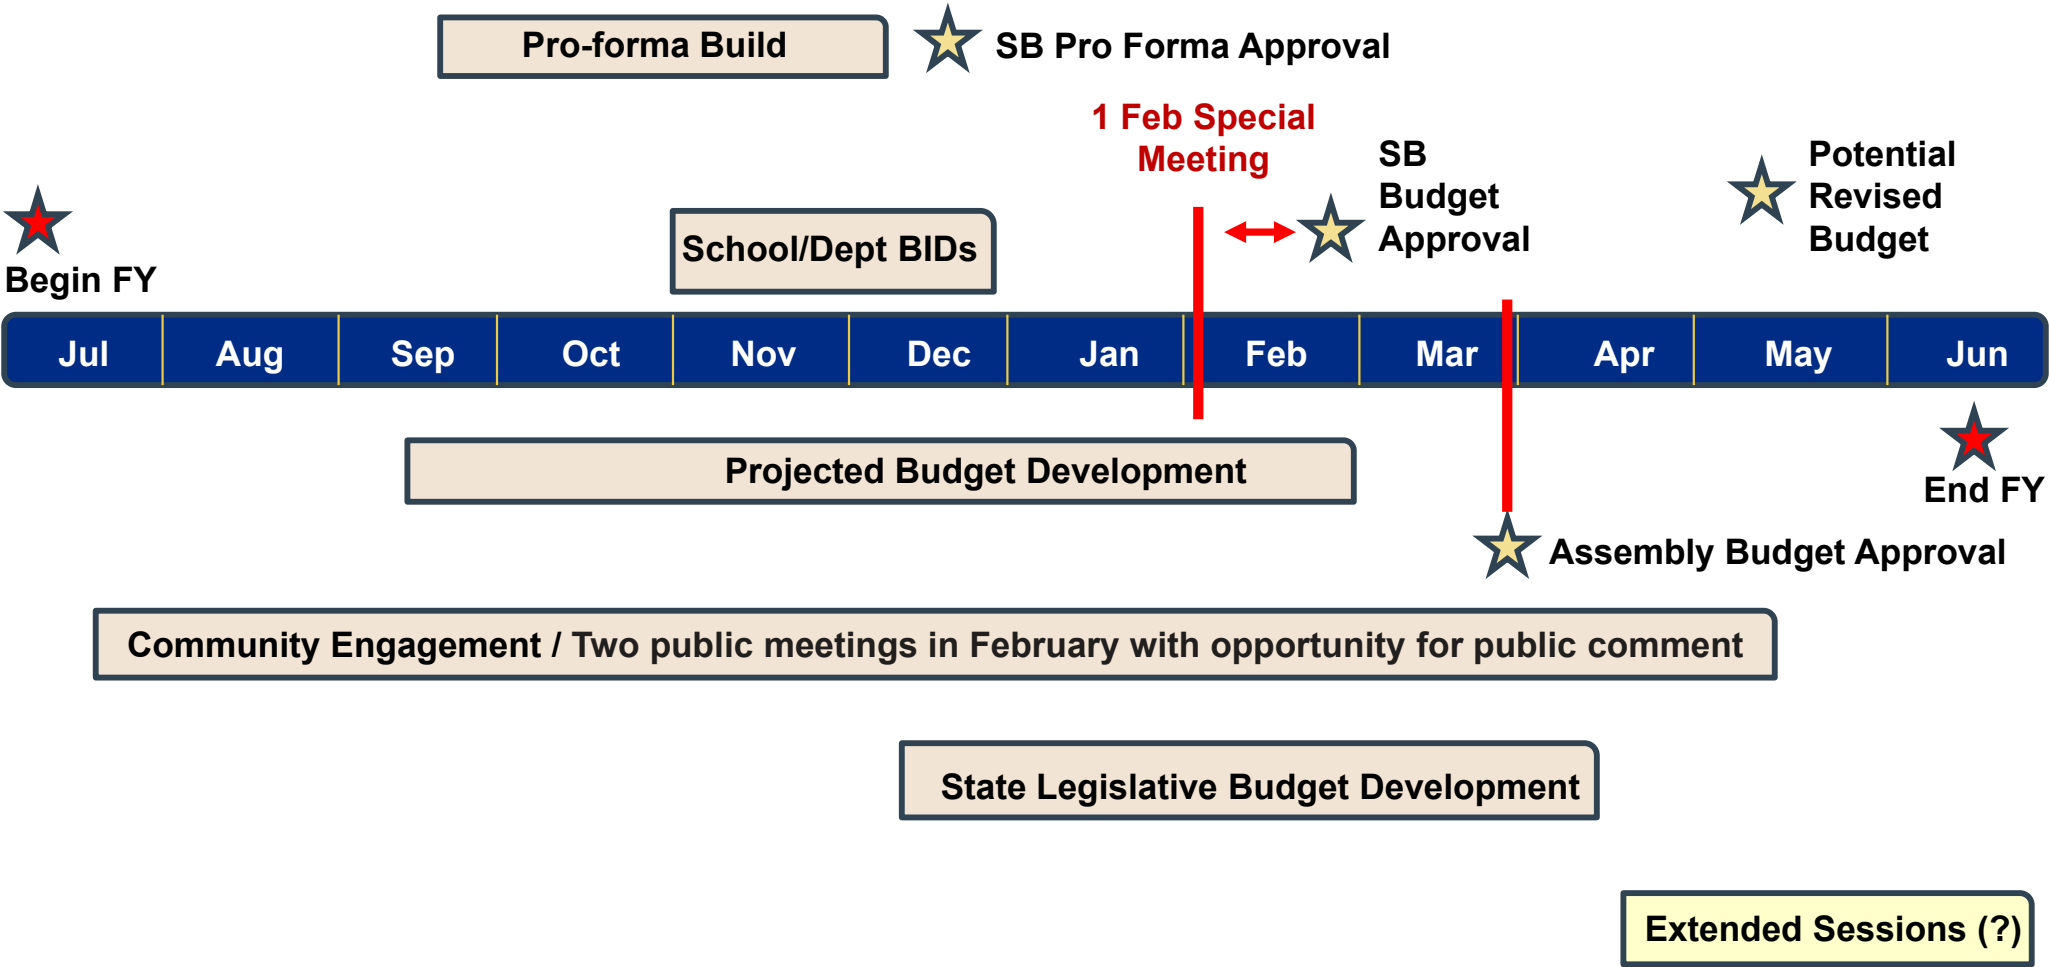 Pro-forma Build
SB Pro Forma Approval
1 Feb Special
Meeting
SB
Budget
Approval
Potential
Revised
Budget
School/Dept BIDs
Begin FY
Jul Aug Sep Oct Nov Dec Jan Feb Mar Apr May Jun
Projected Budget Development
End FY
Assembly Budget Approval
Community Engagement / Two public meetings in February with opportunity for public comment
State Legislative Budget Development
Extended Sessions (?)